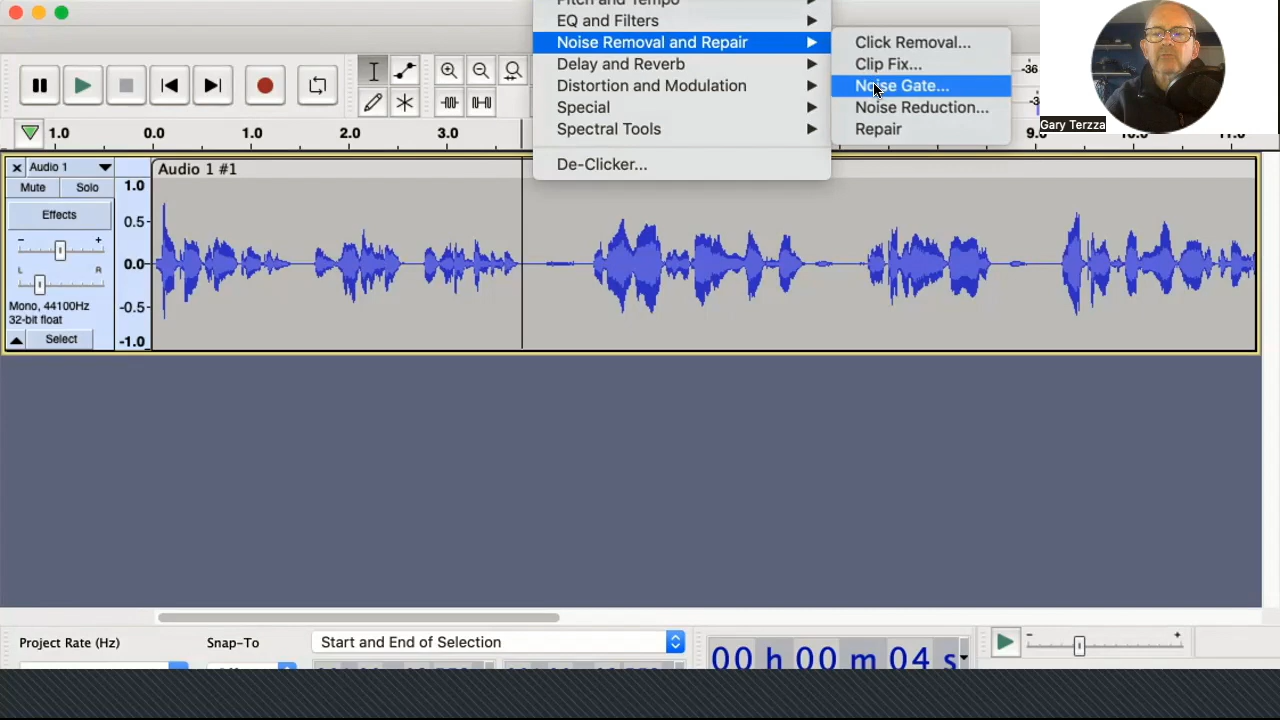 Pitch and Tempo
EQ and Filters
Noise Removal and Repair
Delay and Reverb
Distortion and Modulation
Special
Spectral Tools
De-Clicker...
Click Removal...
Clip Fix...
Noise Gate...
Noise Reduction...
Repair
-36
Gary Terzza
1.0 0.0 1.0 2.0 3.0
Audio 1
Audio 1 #1
Mute Solo
Effects
- +
L R
Mono, 44100Hz
32-bit float
Select
1.0
0.5-
0.0-
-0.5-
-1.0
Project Rate (Hz)
Snap-To
Start and End of Selection
00 h 00 m 04 s
- +